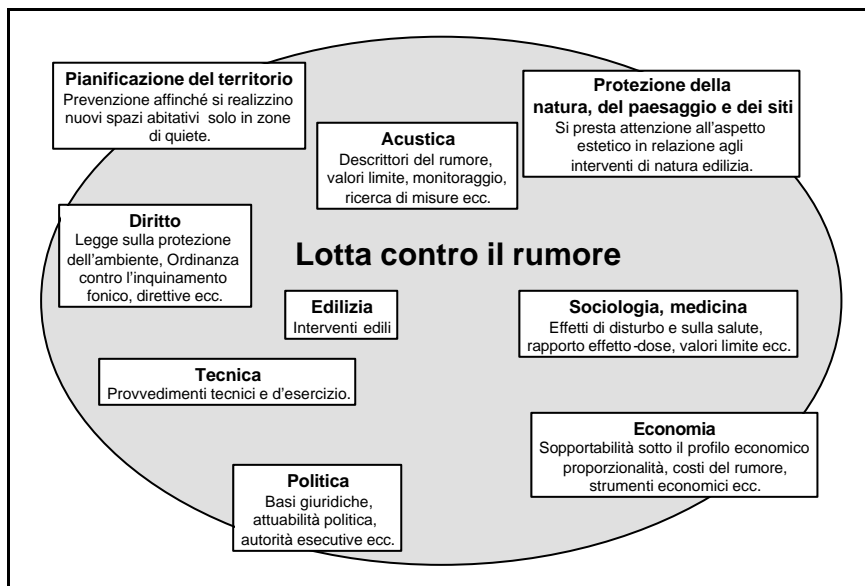 Pianificazione del territorio
Prevenzione affinché si realizzino
nuovi spazi abitativi solo in zone
di quiete.
Protezione della
natura, del paesaggio e dei siti
Si presta attenzione all'aspetto
estetico in relazione agli
interventi di natura edilizia.
Acustica
Descrittori del rumore,
valori limite, monitoraggio,
ricerca di misure ecc.
Diritto
Legge sulla protezione
dell'ambiente, Ordinanza
contro l'inquinamento
fonico, direttive ecc.
Lotta contro il rumore
Edilizia
Interventi edili
Sociologia, medicina
Effetti di disturbo e sulla salute,
rapporto effetto-dose, valori limite ecc.
Tecnica
Provvedimenti tecnici e d'esercizio.
Economia
Sopportabilità sotto il profilo economico
proporzionalità, costi del rumore,
strumenti economici ecc.
Politica
Basi giuridiche,
attuabilità politica,
autorità esecutive ecc.